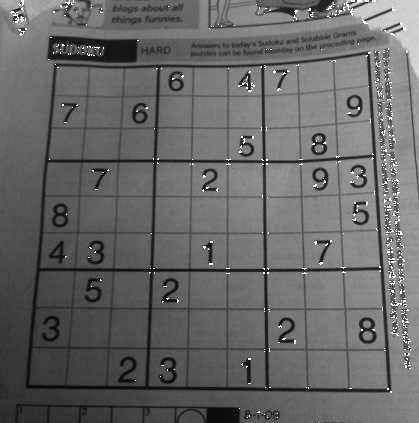 blogs about all
things funnies.
SUDOKU HARD Answers to today's Sudoku and Scrabble Grams
puzzles can be found Monday on the preceding page.
6 4 7
7 6 9
5 8
7 2 9 3
8 5
4 3 1 7
5 2
3 2 8
2 3 1
1 2 3 8-1-09